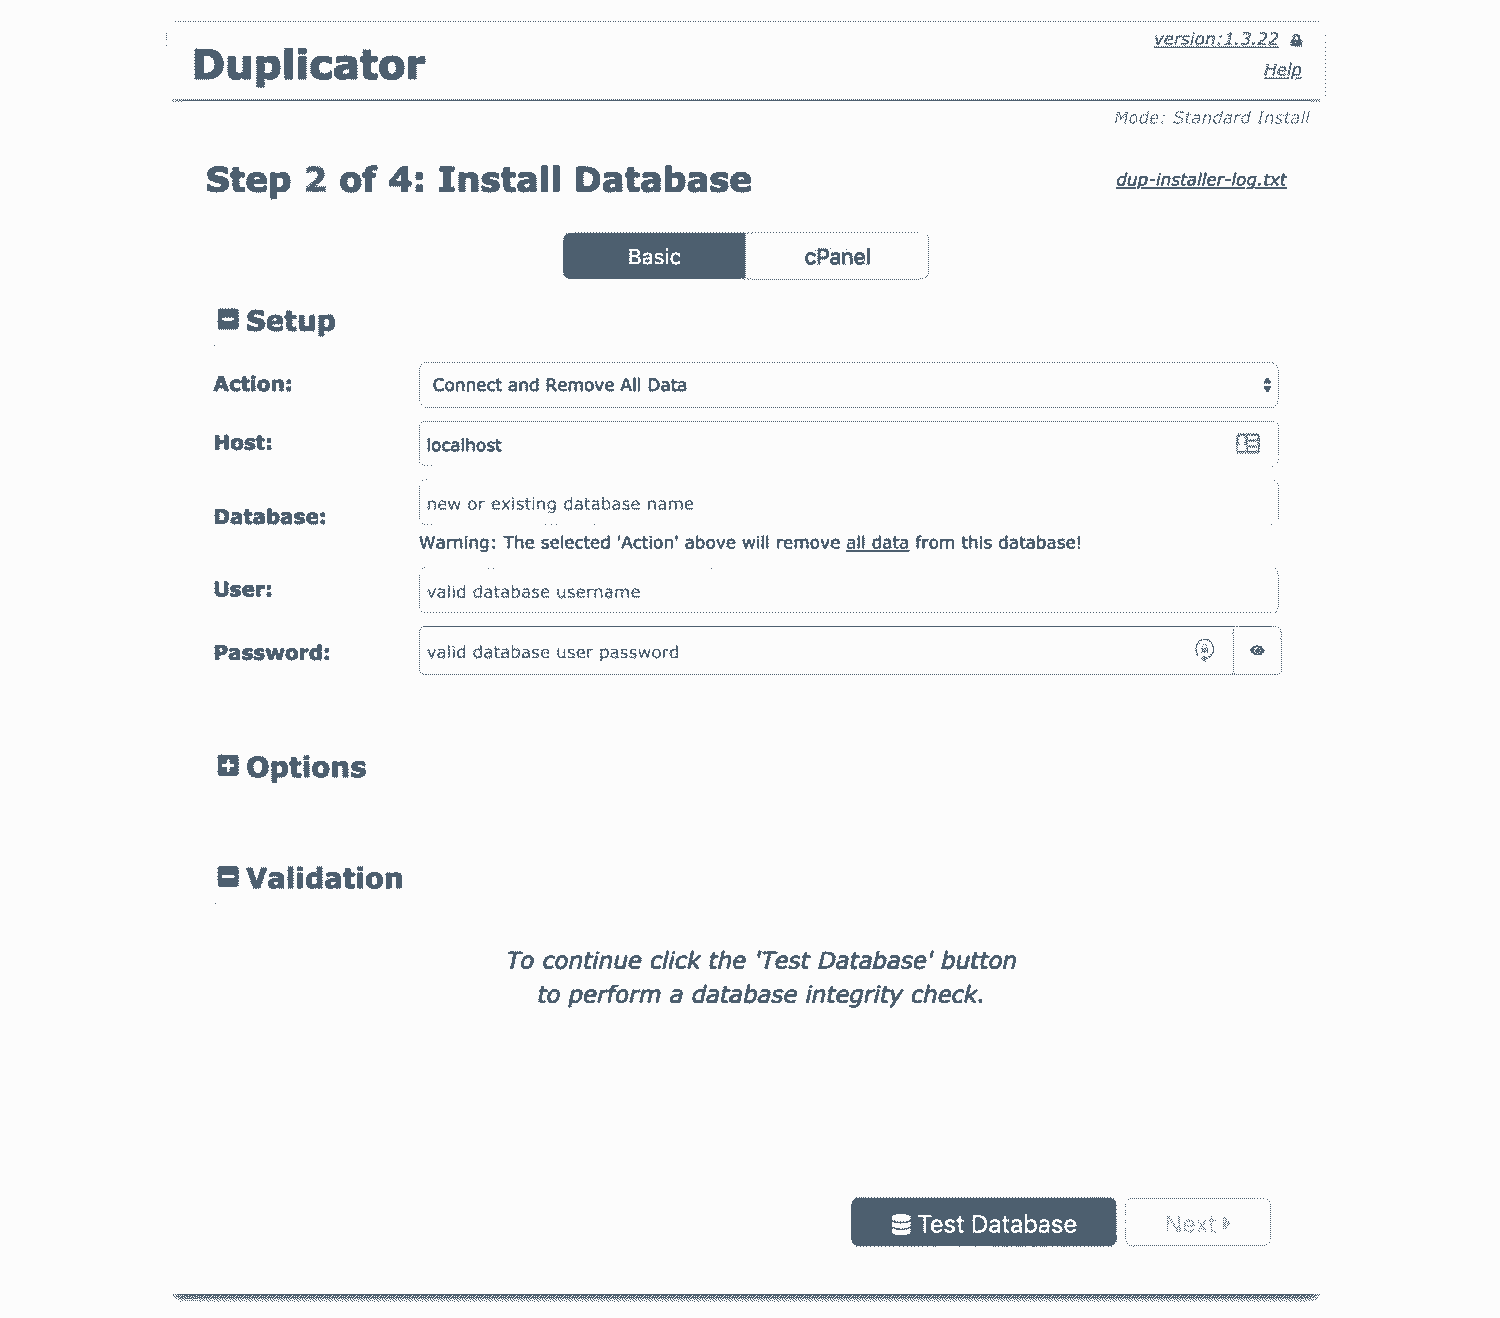 Duplicator
version:1.3.22
Help
Mode: Standard Install
Step 2 of 4: Install Database
dup-installer-log.txt
Basic
cPanel
Setup
Action:
Connect and Remove All Data
Host:
localhost
Database:
new or existing database name
Warning: The selected 'Action' above will remove all data from this database!
User:
valid database username
Password:
valid database user password
Options
Validation
To continue click the 'Test Database' button
to perform a database integrity check.
Test Database
Next